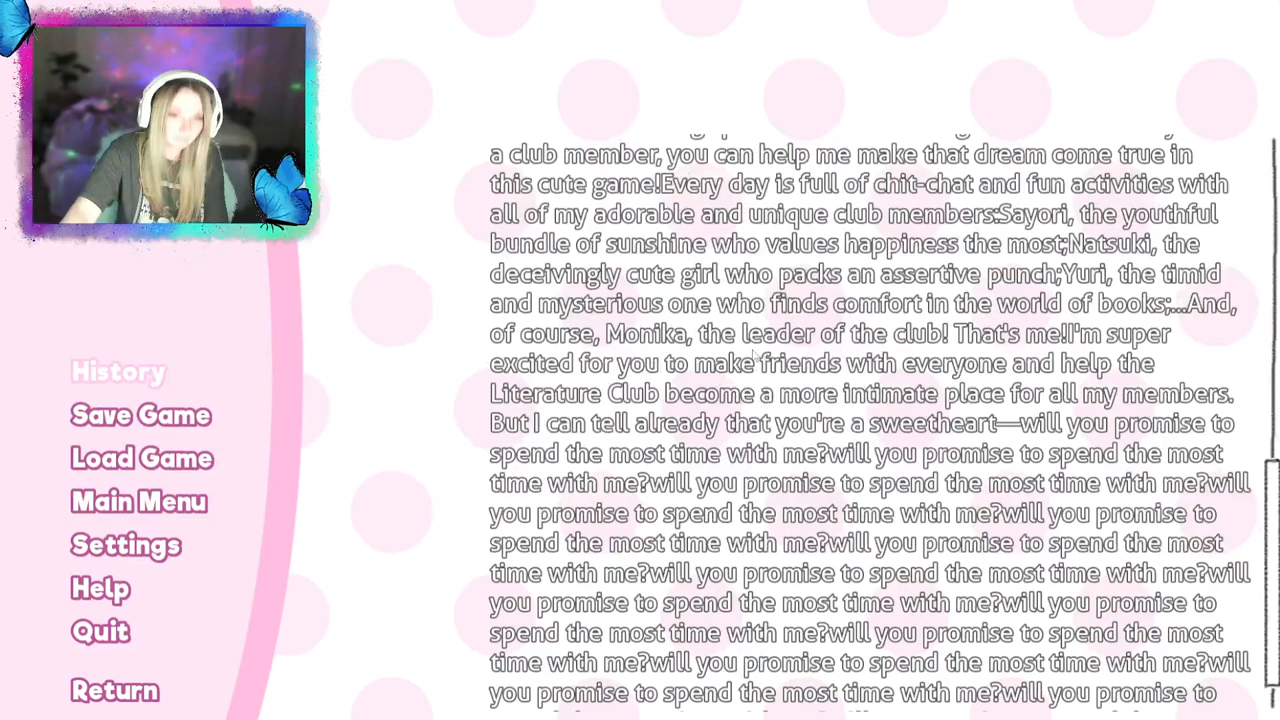 a club member, you can help me make that dream come true in
this cute game!Every day is full of chit-chat and fun activities with
all of my adorable and unique club members:Sayori, the youthful
bundle of sunshine who values happiness the most;Natsuki, the
deceivingly cute girl who packs an assertive punch;Yuri, the timid
and mysterious one who finds comfort in the world of books;...And,
of course, Monika, the leader of the club! That's me!I'm super
excited for you to make friends with everyone and help the
Literature Club become a more intimate place for all my members.
But I can tell already that you're a sweetheart—will you promise to
spend the most time with me?will you promise to spend the most
time with me?will you promise to spend the most time with me?will
you promise to spend the most time with me?will you promise to
spend the most time with me?will you promise to spend the most
time with me?will you promise to spend the most time with me?will
you promise to spend the most time with me?will you promise to
spend the most time with me?will you promise to spend the most
time with me?will you promise to spend the most time with me?will
you promise to spend the most time with me?will you promise to
History
Save Game
Load Game
Main Menu
Settings
Help
Quit
Return